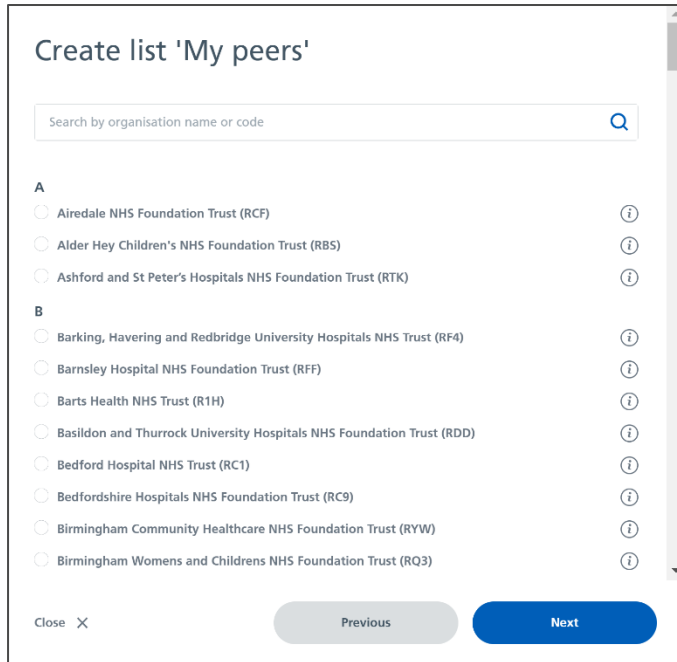 Create list 'My peers'
Search by organisation name or code
A
Airedale NHS Foundation Trust (RCF)
Alder Hey Children's NHS Foundation Trust (RBS)
Ashford and St Peter’s Hospitals NHS Foundation Trust (RTK)
B
Barking, Havering and Redbridge University Hospitals NHS Trust (RF4)
Barnsley Hospital NHS Foundation Trust (RFF)
Barts Health NHS Trust (R1H)
Basildon and Thurrock University Hospitals NHS Foundation Trust (RDD)
Bedford Hospital NHS Trust (RC1)
Bedfordshire Hospitals NHS Foundation Trust (RC9)
Birmingham Community Healthcare NHS Foundation Trust (RYW)
Birmingham Womens and Childrens NHS Foundation Trust (RQ3)
Close Previous Next